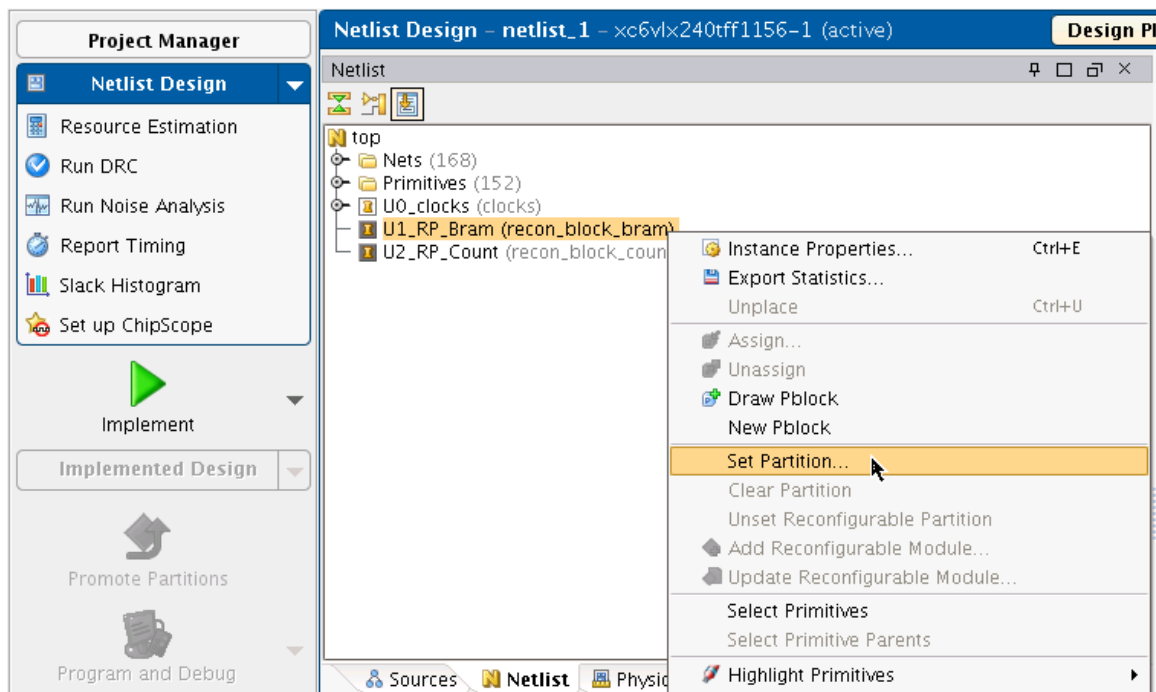 Project Manager
Netlist Design
Resource Estimation
Run DRC
Run Noise Analysis
Report Timing
Slack Histogram
Set up ChipScope
Implement
Implemented Design
Promote Partitions
Program and Debug
Netlist Design - netlist_1 - xc6vlx240tff1156-1 (active)
Design Pl
Netlist
top
Nets (168)
Primitives (152)
U0_clocks (clocks)
U1_RP_Bram (recon_block_bram)
U2_RP_Count (recon_block_coun
Instance Properties... Ctrl+E
Export Statistics...
Unplace Ctrl+U
Assign...
Unassign
Draw Pblock
New Pblock
Set Partition...
Clear Partition
Unset Reconfigurable Partition
Add Reconfigurable Module...
Update Reconfigurable Module...
Select Primitives
Select Primitive Parents
Highlight Primitives
Sources Netlist Physic